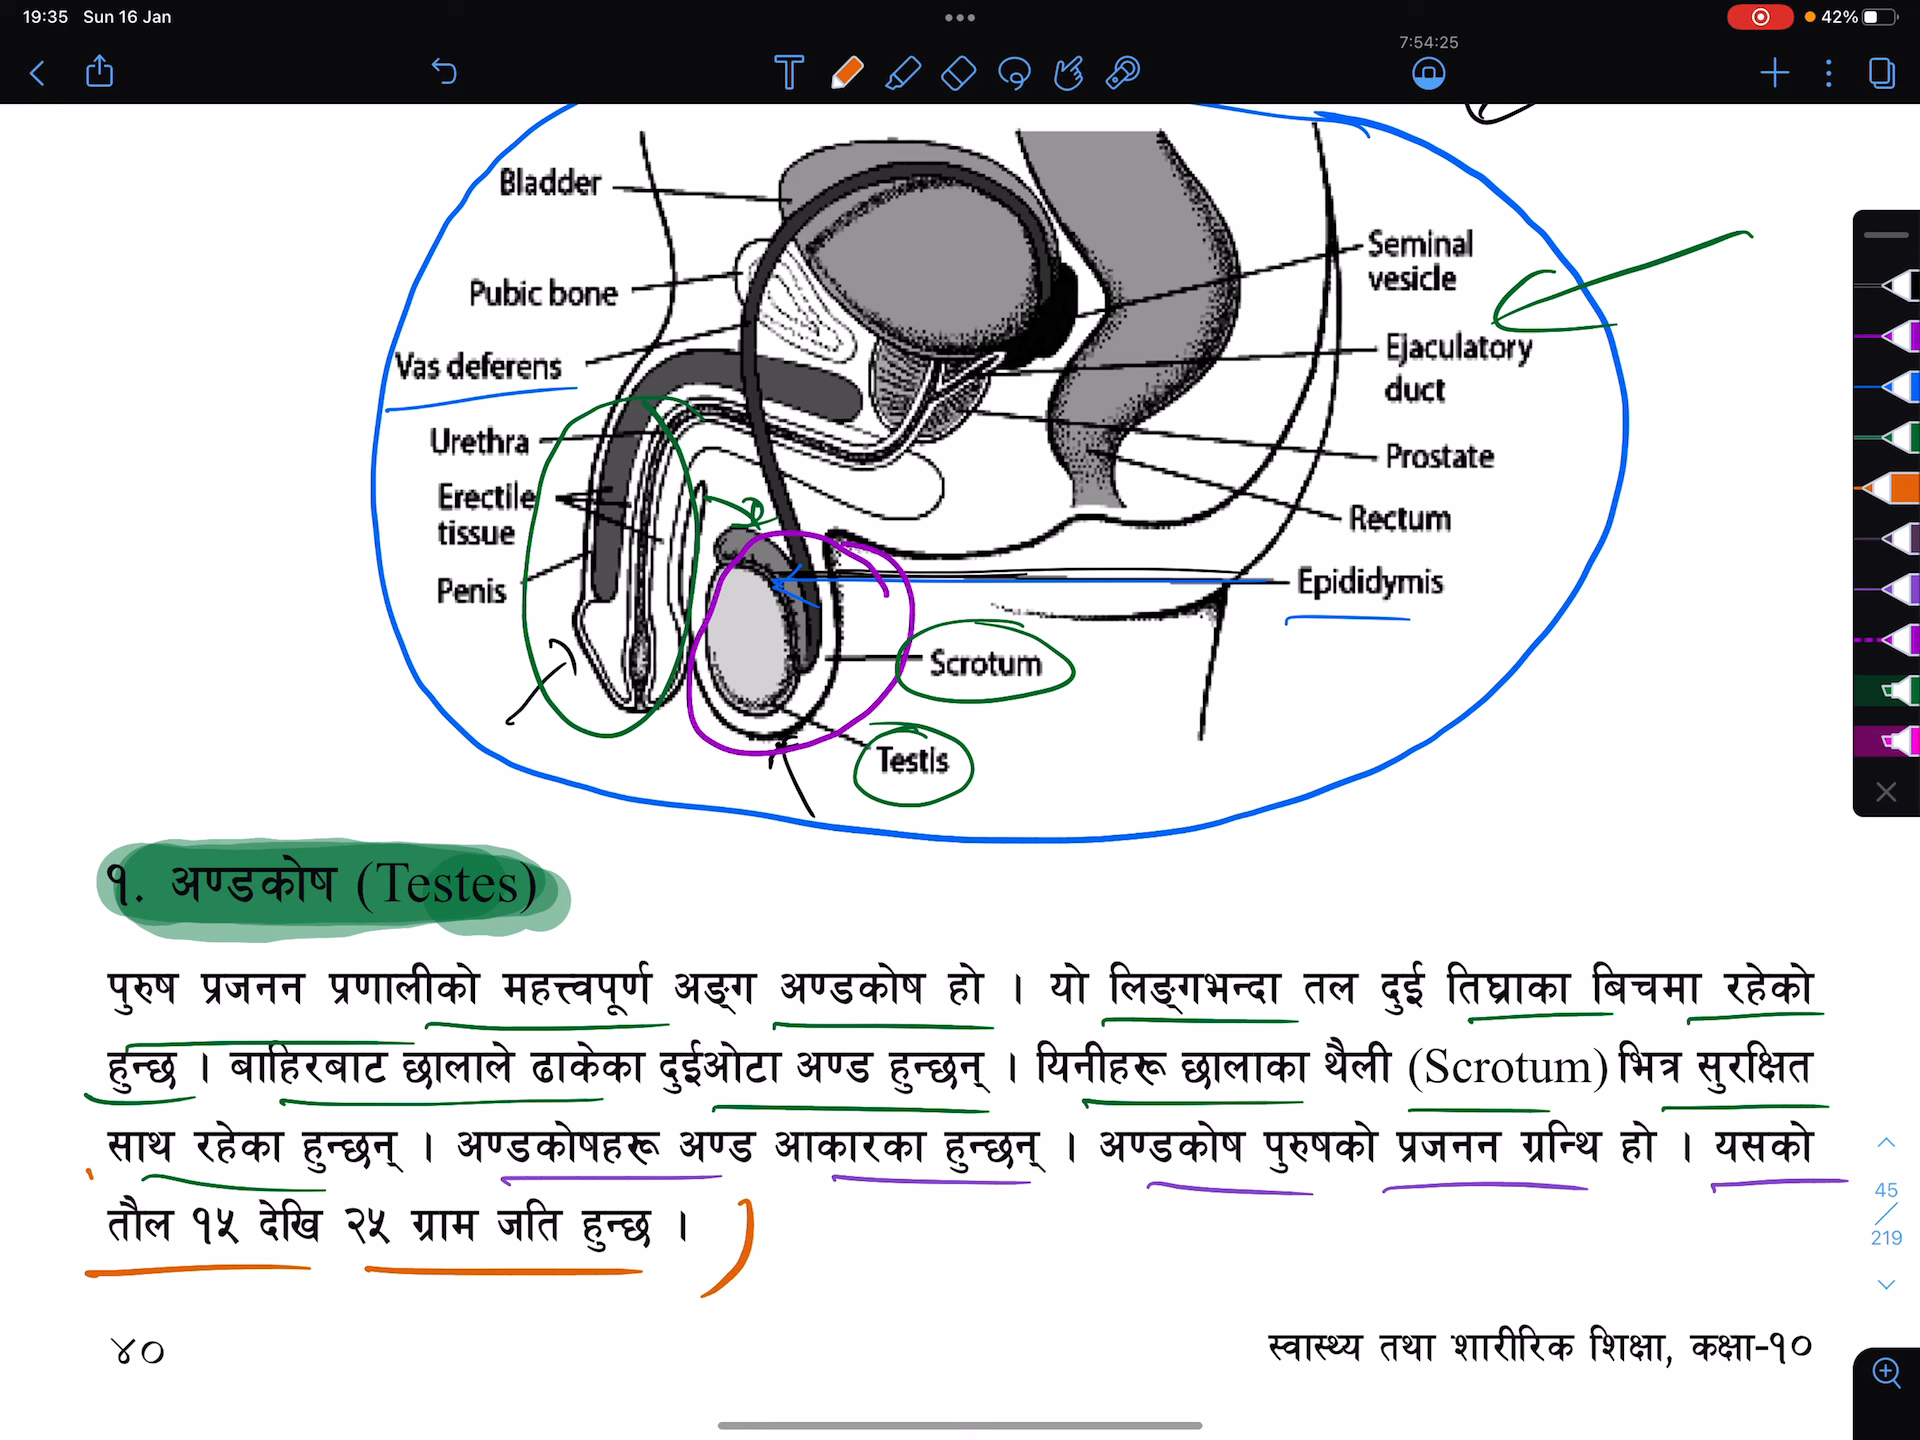 19:35 Sun 16 Jan
42%
7:54:25
Bladder
Pubic bone
Vas deferens
Urethra
Erectile
tissue
Penis
Seminal
vesicle
Ejaculatory
duct
Prostate
Rectum
Epididymis
Scrotum
Testis
१. अण्डकोष (Testes)
पुरुष प्रजनन प्रणालीको महत्त्वपूर्ण अङ्ग अण्डकोष हो । यो लिङ्गभन्दा तल दुई तिघ्राका बिचमा रहेको
हुन्छ । बाहिरबाट छालाले ढाकेका दुईओटा अण्ड हुन्छन् । यिनीहरू छालाका थैली (Scrotum) भित्र सुरक्षित
साथ रहेका हुन्छन् । अण्डकोषहरू अण्ड आकारका हुन्छन् । अण्डकोष पुरुषको प्रजनन ग्रन्थि हो । यसको
तौल १५ देखि २५ ग्राम जति हुन्छ ।
45
/
219
४० स्वास्थ्य तथा शारीरिक शिक्षा, कक्षा-१०